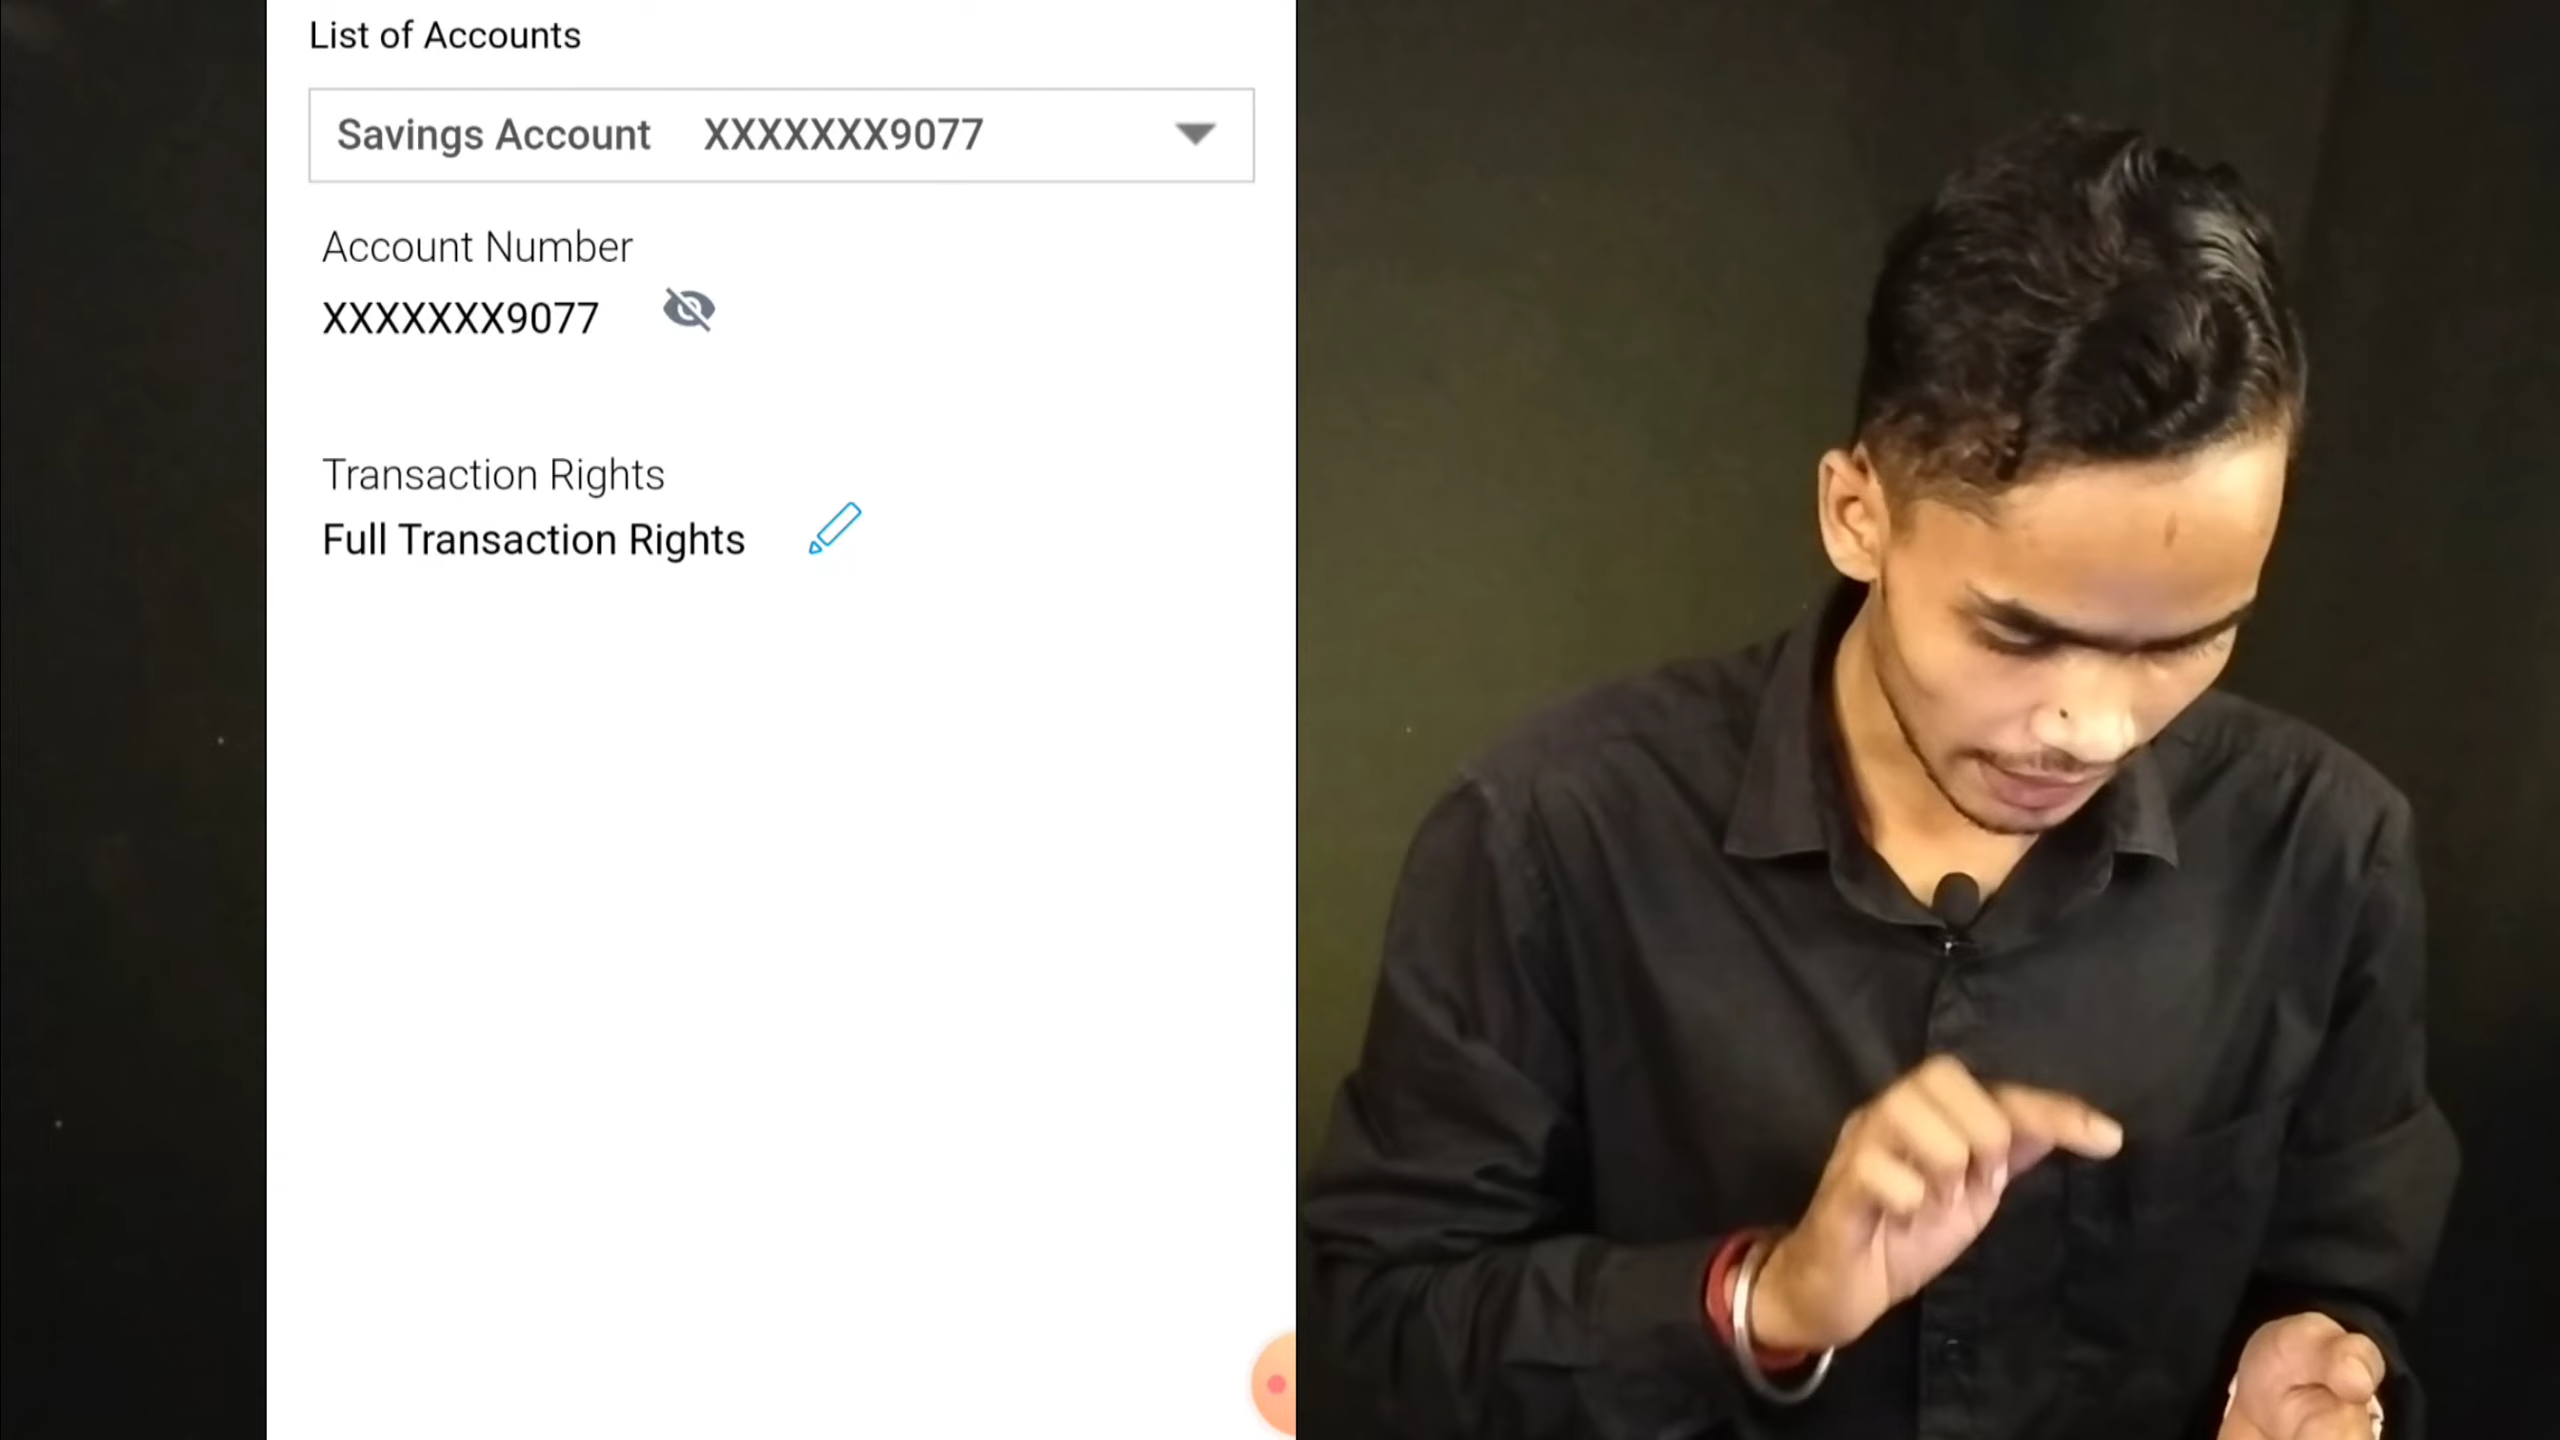 List of Accounts
Savings Account XXXXXXX9077
Account Number
XXXXXXX9077
Transaction Rights
Full Transaction Rights